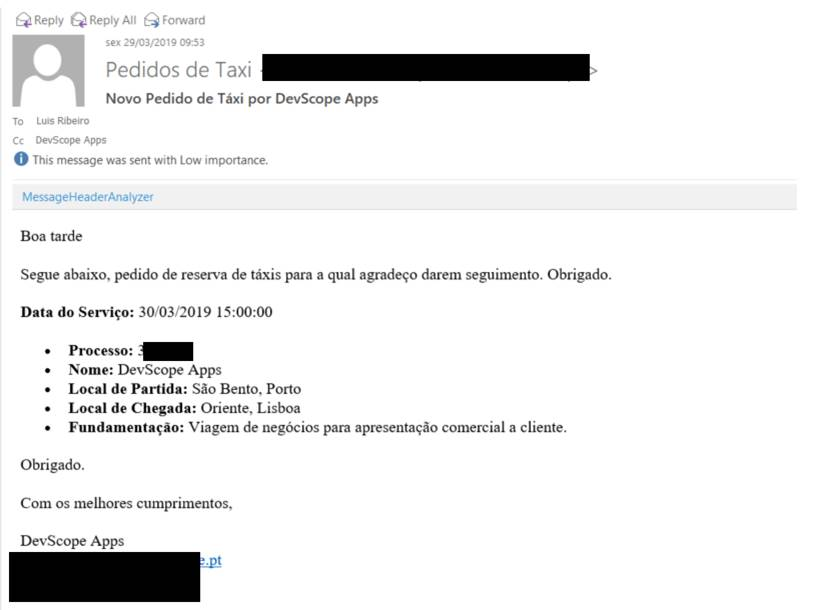 Reply Reply All Forward
sex 29/03/2019 09:53
Pedidos de Taxi >
Novo Pedido de Táxi por DevScope Apps
To Luis Ribeiro
Cc DevScope Apps
This message was sent with Low importance.
MessageHeaderAnalyzer
Boa tarde
Segue abaixo, pedido de reserva de táxis para a qual agradeço darem seguimento. Obrigado.
Data do Serviço: 30/03/2019 15:00:00
• Processo: 3
• Nome: DevScope Apps
• Local de Partida: São Bento, Porto
• Local de Chegada: Oriente, Lisboa
• Fundamentação: Viagem de negócios para apresentação comercial a cliente.
Obrigado.
Com os melhores cumprimentos,
DevScope Apps
e.pt